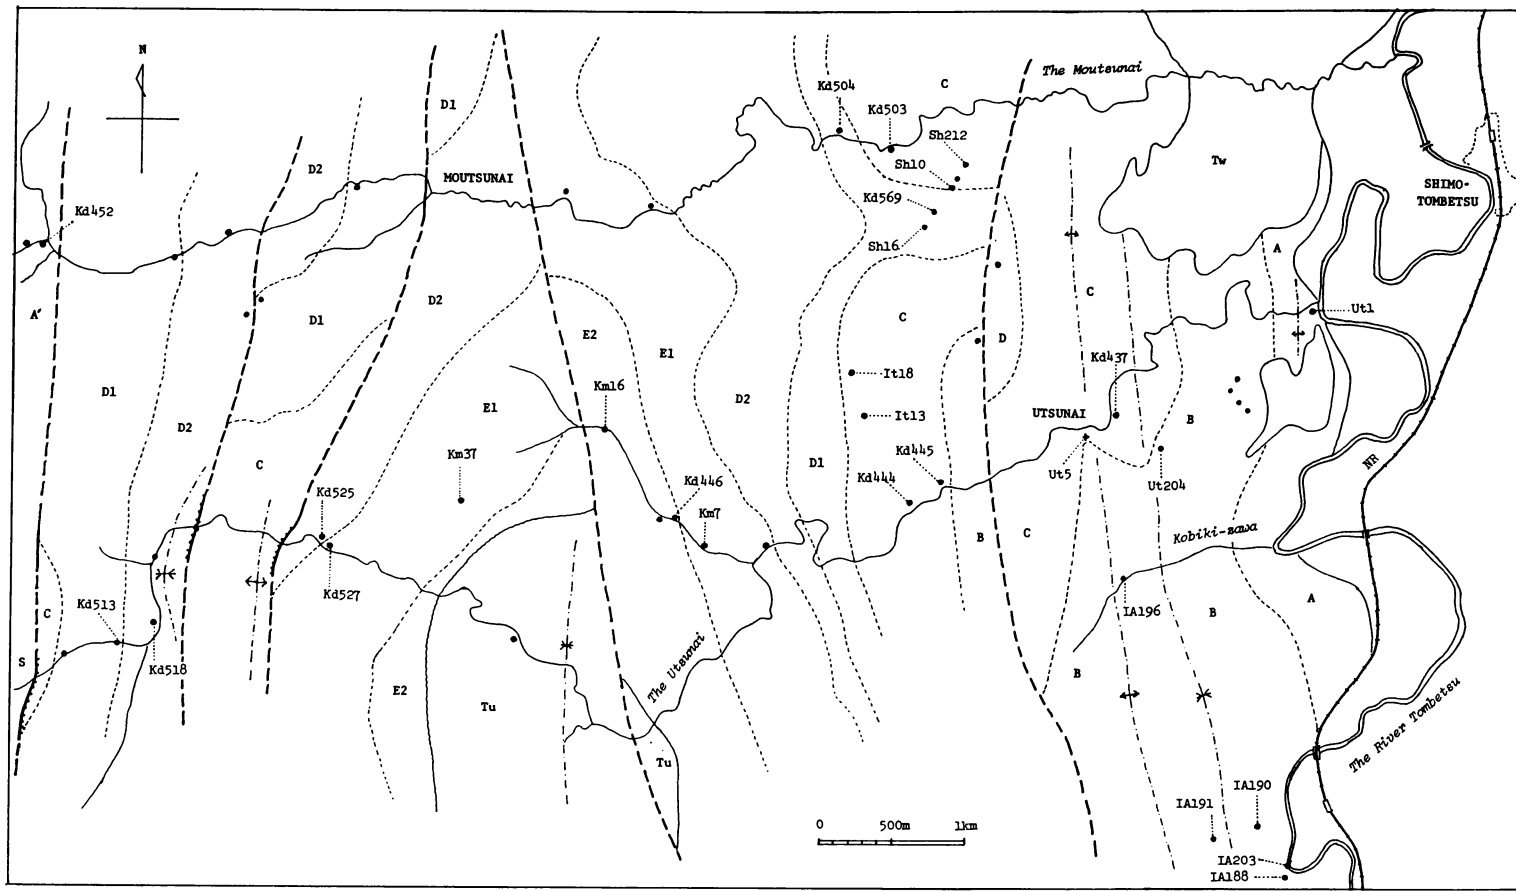 N
D1
The Moutsunai
C
Kd504
Kd503
Sh212
Sh10
Kd569
Sh16
D2
MOUTSUNAI
Tw
SHIMO-
TOMBETSU
Kd452
A
A'
D1
D2
C
C
Ut1
E2
E1
D
D1
D2
D2
It18
It13
Kd437
Km16
E1
UTSUNAI
B
C
Km37
Kd525
Kd446
Km7
D1
Kd445
Kd444
Ut5
Ut204
NR
B
C
Kobiki-zawa
Kd527
C
Kd513
Kd518
S
IA196
B
A
B
E2
Tu
The Utsunai
Tu
The River Tombetsu
IA191
IA190
IA203
IA188
0
500m
1km